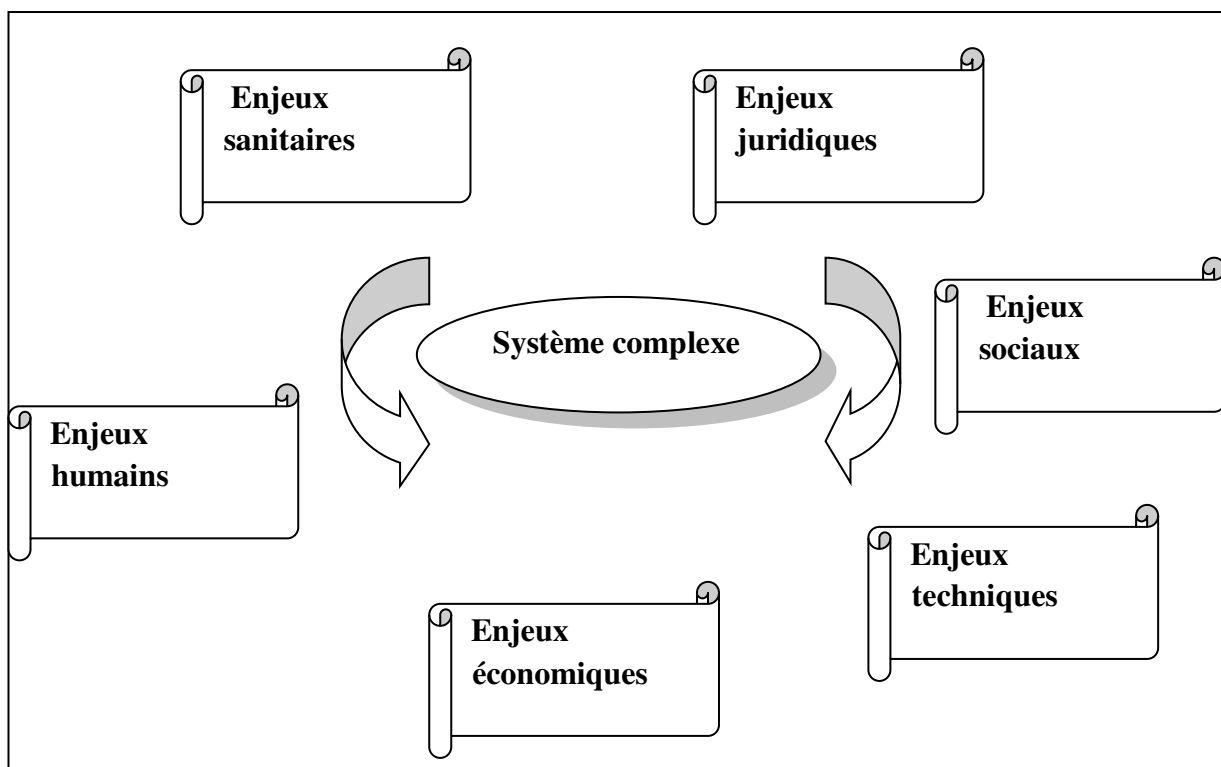 Enjeux
sanitaires
Enjeux
juridiques
Système complexe
Enjeux
sociaux
Enjeux
humains
Enjeux
techniques
Enjeux
économiques